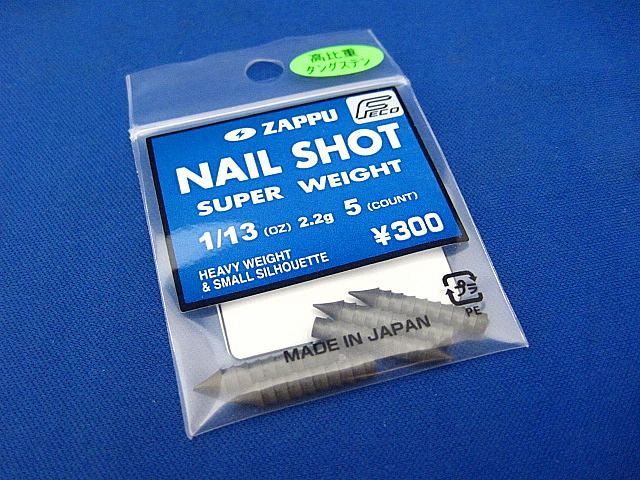 高比重
タングステン
ZAPPU
Feco
NAIL SHOT
SUPER WEIGHT
1/13 (OZ) 2.2g 5 (COUNT)
¥300
HEAVY WEIGHT
& SMALL SILHOUETTE
プラ
PE
MADE IN JAPAN